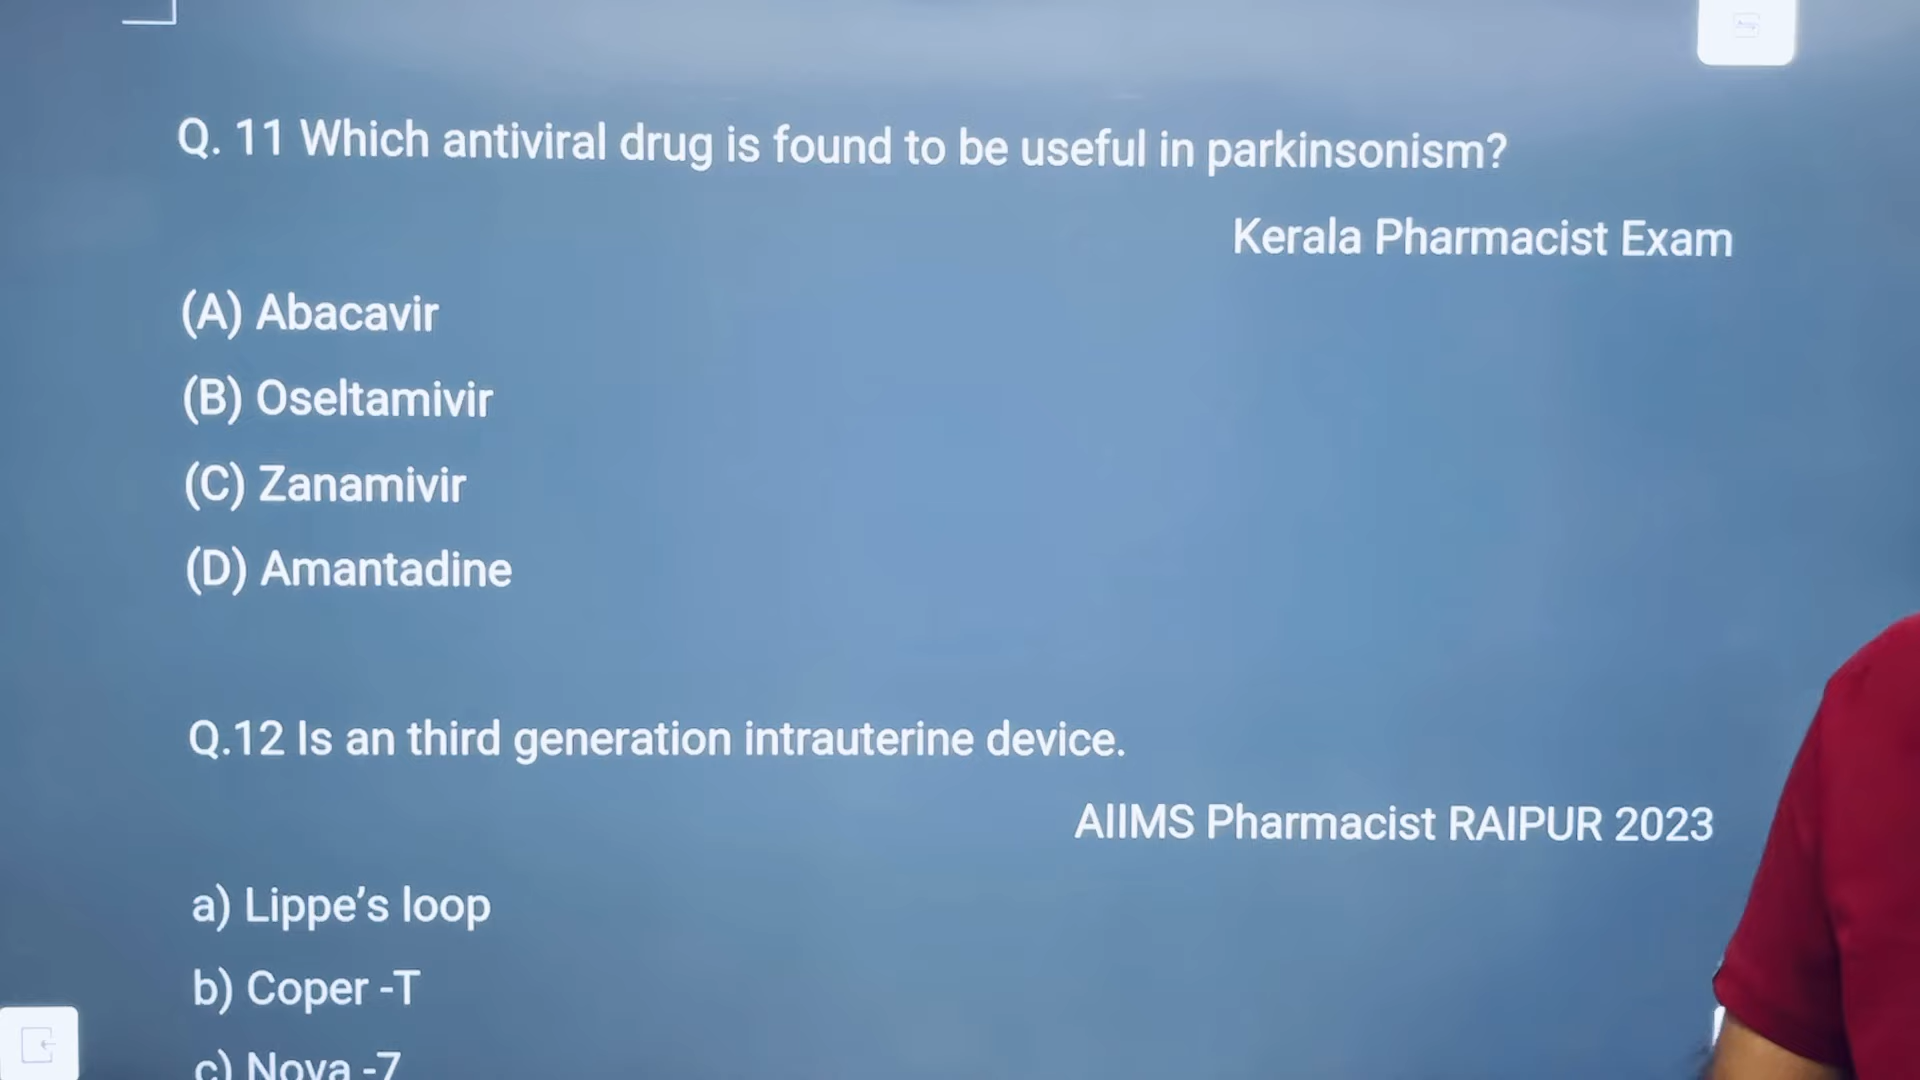 Q. 11 Which antiviral drug is found to be useful in parkinsonism?
Kerala Pharmacist Exam
(A) Abacavir
(B) Oseltamivir
(C) Zanamivir
(D) Amantadine
Q.12 Is an third generation intrauterine device.
AIIMS Pharmacist RAIPUR 2023
a) Lippe’s loop
b) Coper -T
c) Nova -7